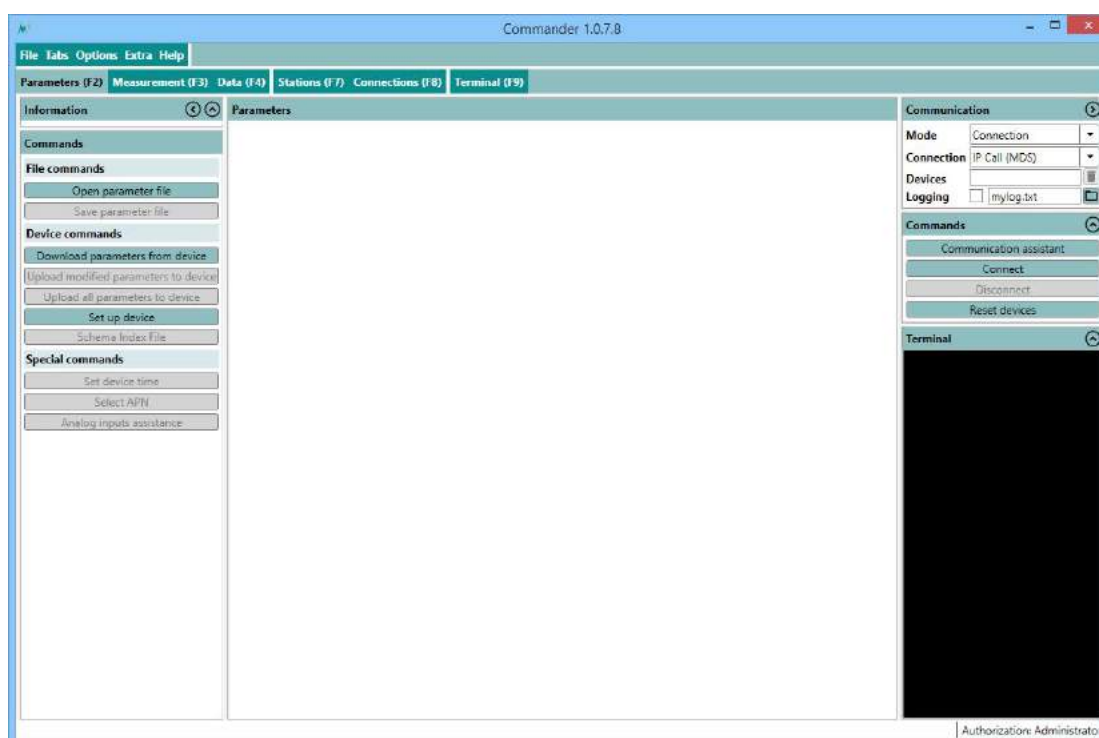 Commander 1.0.7.8
File Tabs Options Extra Help
Parameters (F2) Measurement (F3) Data (F4) Stations (F7) Connections (F8) Terminal (F9)
Information
Commands
File commands
Open parameter file
Save parameter file
Device commands
Download parameters from device
Upload modified parameters to device
Upload all parameters to device
Set up device
Schema Index File
Special commands
Set device time
Select APN
Analog inputs assistance
Parameters
Communication
Mode Connection
Connection IP Call (MDS)
Devices
Logging mylog.txt
Commands
Communication assistant
Connect
Disconnect
Reset devices
Terminal
Authorization: Administrato